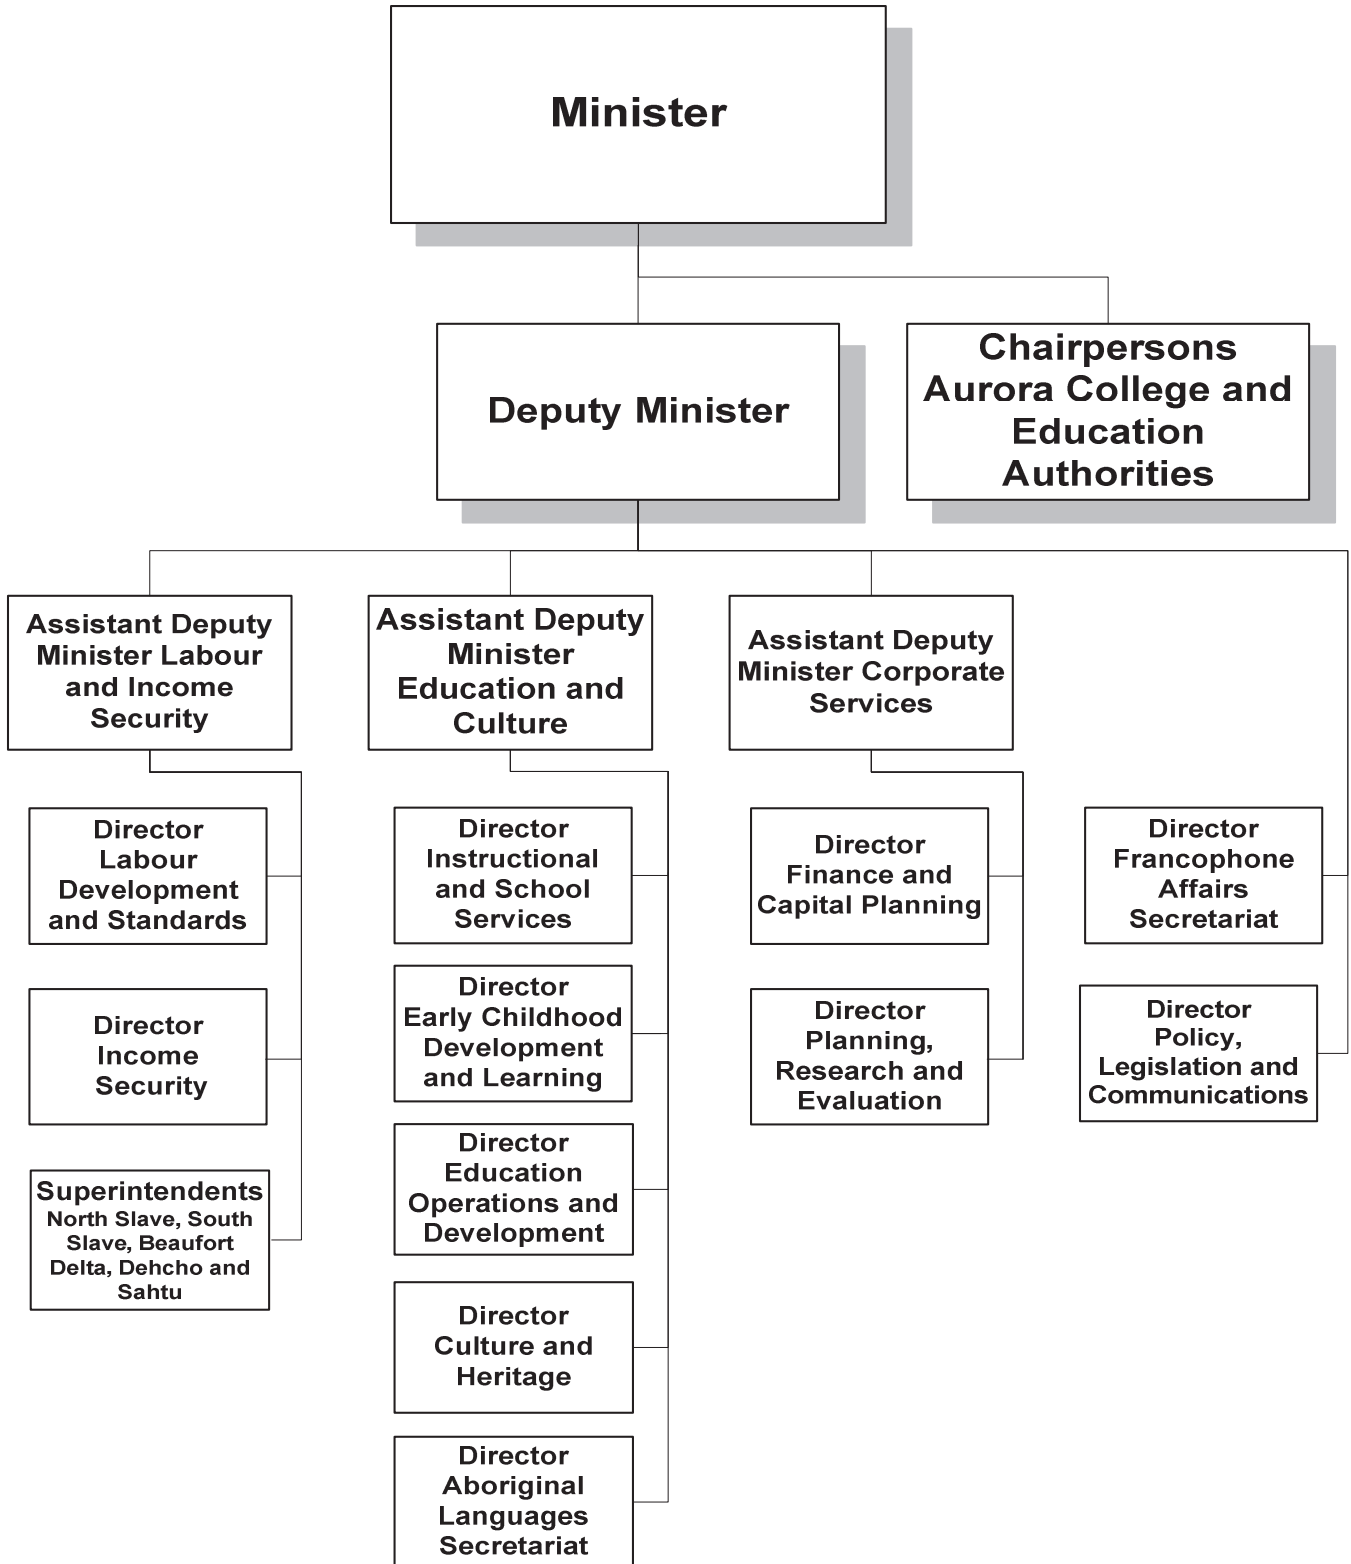 Minister
Deputy Minister
Chairpersons
Aurora College and
Education
Authorities
Assistant Deputy
Minister Labour
and Income
Security
Assistant Deputy
Minister
Education and
Culture
Assistant Deputy
Minister Corporate
Services
Director
Labour
Development
and Standards
Director
Income
Security
Superintendents
North Slave, South
Slave, Beaufort
Delta, Dehcho and
Sahtu
Director
Instructional
and School
Services
Director
Early Childhood
Development
and Learning
Director
Education
Operations and
Development
Director
Culture and
Heritage
Director
Aboriginal
Languages
Secretariat
Director
Finance and
Capital Planning
Director
Planning,
Research and
Evaluation
Director
Francophone
Affairs
Secretariat
Director
Policy,
Legislation and
Communications